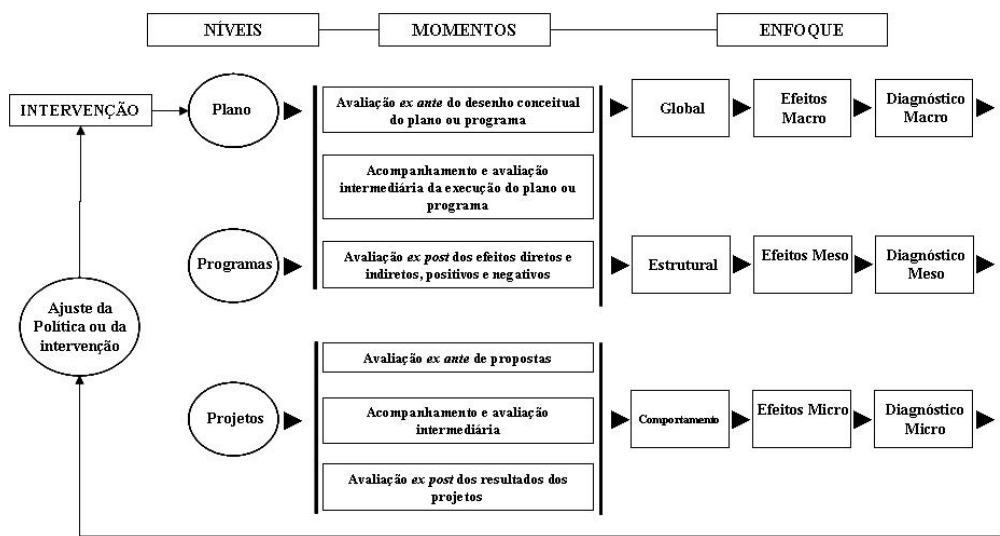 NÍVEIS
MOMENTOS
ENFOQUE
INTERVENÇÃO
Plano
Avaliação ex ante do desenho conceitual
do plano ou programa
Global
Efeitos
Macro
Diagnóstico
Macro
Acompanhamento e avaliação
intermediária da execução do plano ou
programa
Programas
Avaliação ex post dos efeitos diretos e
indiretos, positivos e negativos
Estrutural
Efeitos Meso
Diagnóstico
Meso
Ajuste da
Política ou da
intervenção
Avaliação ex ante de propostas
Projetos
Acompanhamento e avaliação
intermediária
Comportamento
Efeitos Micro
Diagnóstico
Micro
Avaliação ex post dos resultados dos
projetos